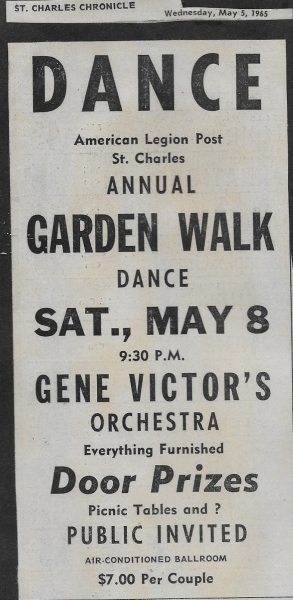 ST. CHARLES CHRONICLE
Wednesday, May 5, 1965
DANCE
American Legion Post
St. Charles
ANNUAL
GARDEN WALK
DANCE
SAT., MAY 8
9:30 P.M.
GENE VICTOR'S
ORCHESTRA
Everything Furnished
Door Prizes
Picnic Tables and ?
PUBLIC INVITED
AIR-CONDITIONED BALLROOM
$7.00 Per Couple